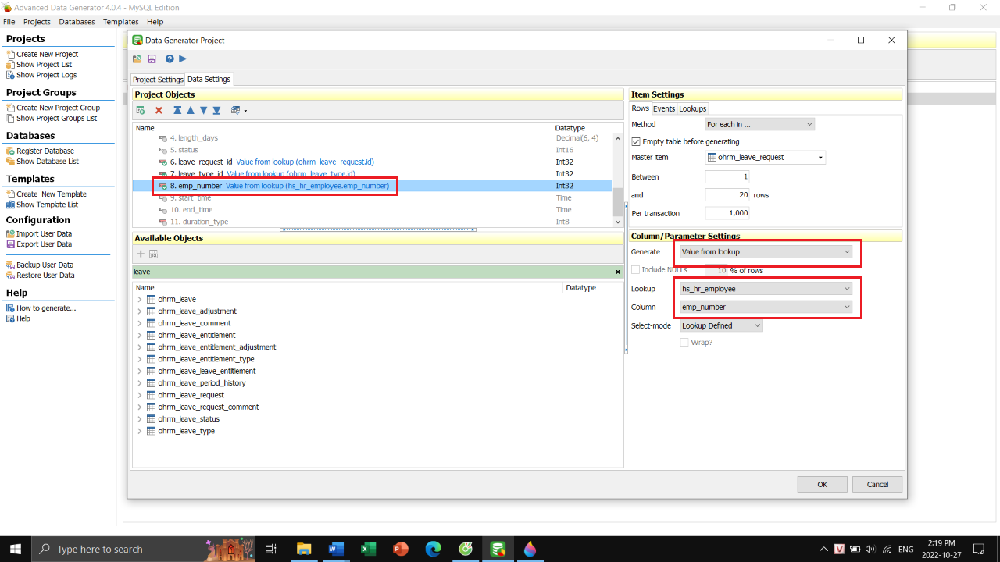 Advanced Data Generator 4.0.4 - MySQL Edition
File Projects Databases Templates Help
Projects
Create New Project
Show Project List
Show Project Logs
Project Groups
Create New Project Group
Show Project Groups List
Databases
Register Database
Show Database List
Templates
Create New Template
Show Template List
Configuration
Import User Data
Export User Data
Backup User Data
Restore User Data
Help
How to generate...
Help
Data Generator Project
Project Settings Data Settings
Project Objects
Name Datatype
4. length_days Decimal(6, 4)
5. status Int16
6. leave_request_id Value from lookup (ohrm_leave_request.id) Int32
7. leave_type_id Value from lookup (ohrm_leave_type.id) Int32
8. emp_number Value from lookup (hs_hr_employee.emp_number) Int32
9. start_time Time
10. end_time Time
11. duration_type Int8
Available Objects
leave
Name Datatype
ohrm_leave
ohrm_leave_adjustment
ohrm_leave_comment
ohrm_leave_entitlement
ohrm_leave_entitlement_adjustment
ohrm_leave_entitlement_type
ohrm_leave_leave_entitlement
ohrm_leave_period_history
ohrm_leave_request
ohrm_leave_request_comment
ohrm_leave_status
ohrm_leave_type
Item Settings
Rows Events Lookups
Method For each in ...
Empty table before generating
Master item ohrm_leave_request
Between 1
and 20 rows
Per transaction 1,000
Column/Parameter Settings
Generate Value from lookup
Include NULLs 10 % of rows
Lookup hs_hr_employee
Column emp_number
Select-mode Lookup Defined
Wrap?
OK Cancel
Type here to search
ENG
2:19 PM
2022-10-27